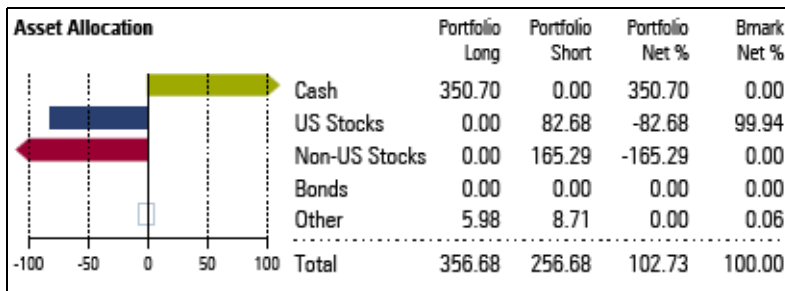 Asset Allocation Portfolio Long Portfolio Short Portfolio Net % Bmark Net %
Cash 350.70 0.00 350.70 0.00
US Stocks 0.00 82.68 -82.68 99.94
Non-US Stocks 0.00 165.29 -165.29 0.00
Bonds 0.00 0.00 0.00 0.00
Other 5.98 8.71 0.00 0.06
-100 -50 0 50 100 Total 356.68 256.68 102.73 100.00